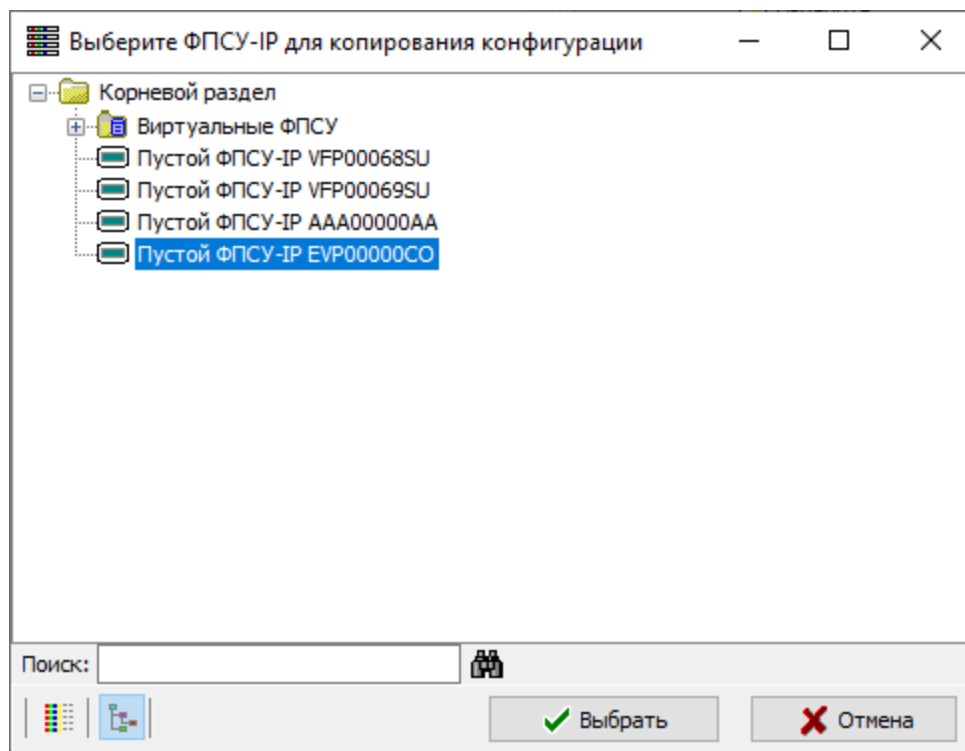 Выберите ФПСУ-IP для копирования конфигурации
Корневой раздел
Виртуальные ФПСУ
Пустой ФПСУ-IP VFP00068SU
Пустой ФПСУ-IP VFP00069SU
Пустой ФПСУ-IP AAA00000AA
Пустой ФПСУ-IP EVP00000CO
Поиск:
Выбрать
Отмена